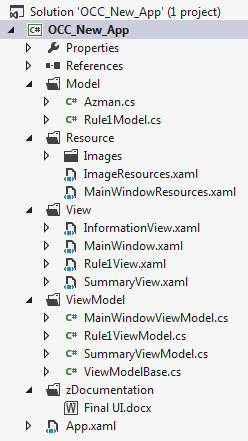 Solution 'OCC_New_App' (1 project)
C# OCC_New_App
Properties
References
Model
C# Azman.cs
C# Rule1Model.cs
Resource
Images
ImageResources.xaml
MainWindowResources.xaml
View
InformationView.xaml
MainWindow.xaml
Rule1View.xaml
SummaryView.xaml
ViewModel
C# MainWindowViewModel.cs
C# Rule1ViewModel.cs
C# SummaryViewModel.cs
C# ViewModelBase.cs
zDocumentation
W Final UI.docx
App.xaml